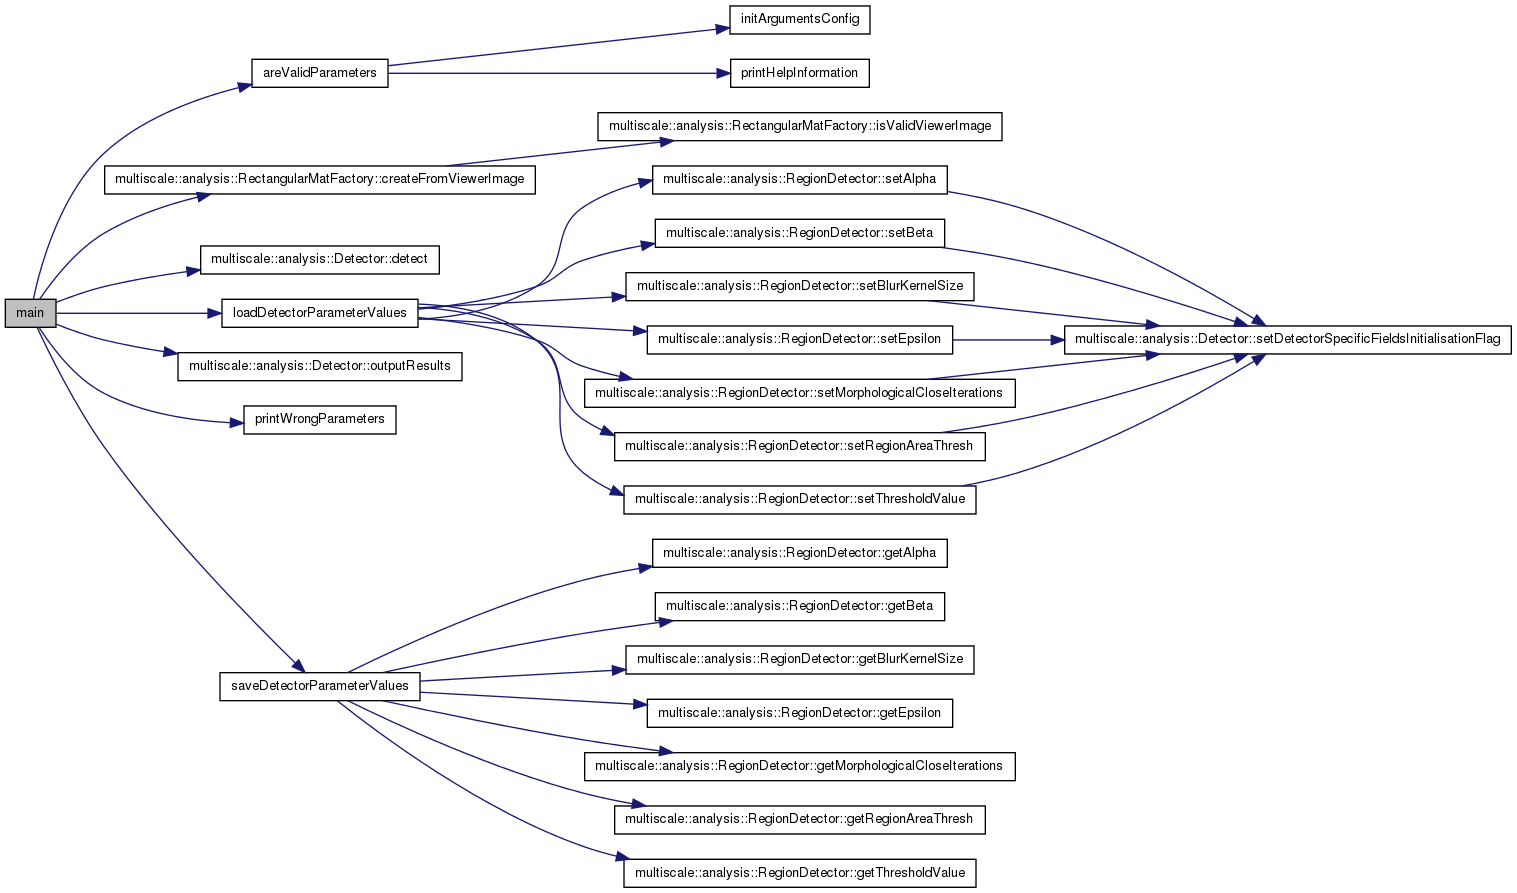 initArgumentsConfig
areValidParameters
printHelpInformation
multiscale::analysis::RectangularMatFactory::isValidViewerImage
multiscale::analysis::RectangularMatFactory::createFromViewerImage
multiscale::analysis::RegionDetector::setAlpha
multiscale::analysis::RegionDetector::setBeta
multiscale::analysis::Detector::detect
multiscale::analysis::RegionDetector::setBlurKernelSize
main
loadDetectorParameterValues
multiscale::analysis::RegionDetector::setEpsilon
multiscale::analysis::Detector::setDetectorSpecificFieldsInitialisationFlag
multiscale::analysis::Detector::outputResults
multiscale::analysis::RegionDetector::setMorphologicalCloseIterations
printWrongParameters
multiscale::analysis::RegionDetector::setRegionAreaThresh
multiscale::analysis::RegionDetector::setThresholdValue
multiscale::analysis::RegionDetector::getAlpha
multiscale::analysis::RegionDetector::getBeta
multiscale::analysis::RegionDetector::getBlurKernelSize
saveDetectorParameterValues
multiscale::analysis::RegionDetector::getEpsilon
multiscale::analysis::RegionDetector::getMorphologicalCloseIterations
multiscale::analysis::RegionDetector::getRegionAreaThresh
multiscale::analysis::RegionDetector::getThresholdValue